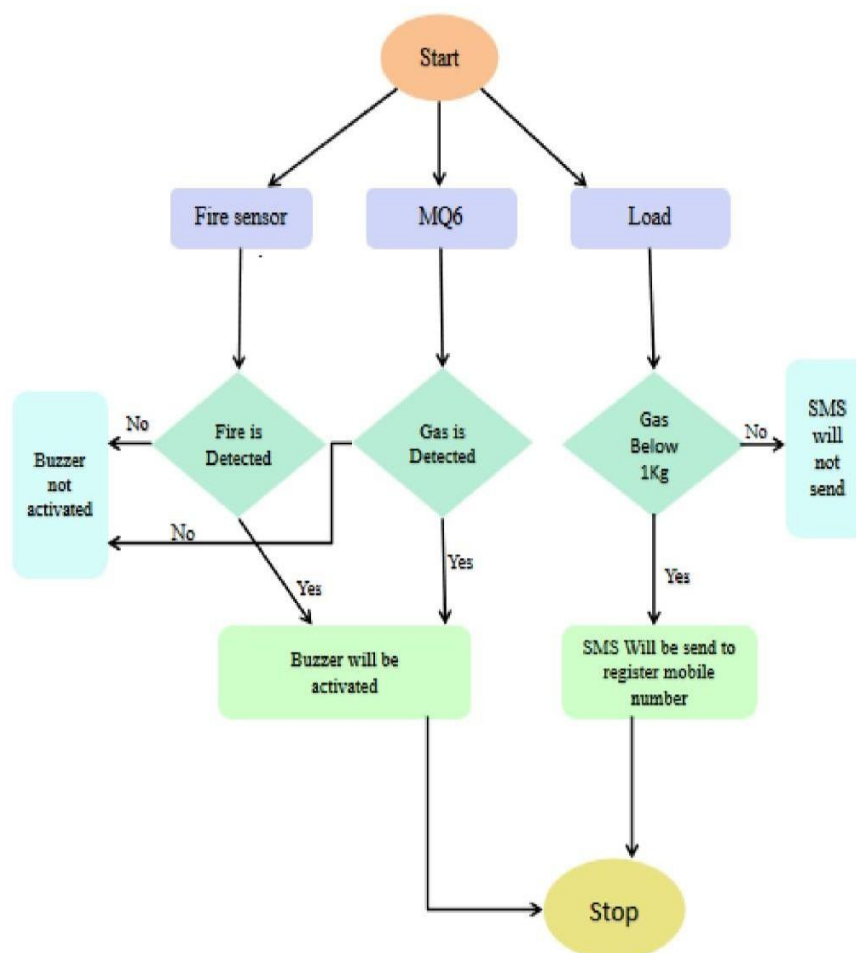 Start
Fire sensor
MQ6
Load
No
Fire is
Detected
Gas is
Detected
Gas
Below
1Kg
No
SMS
will
not
send
Buzzer
not
activated
No
Yes
Yes
Yes
Buzzer will be
activated
SMS Will be send to
register mobile
number
Stop